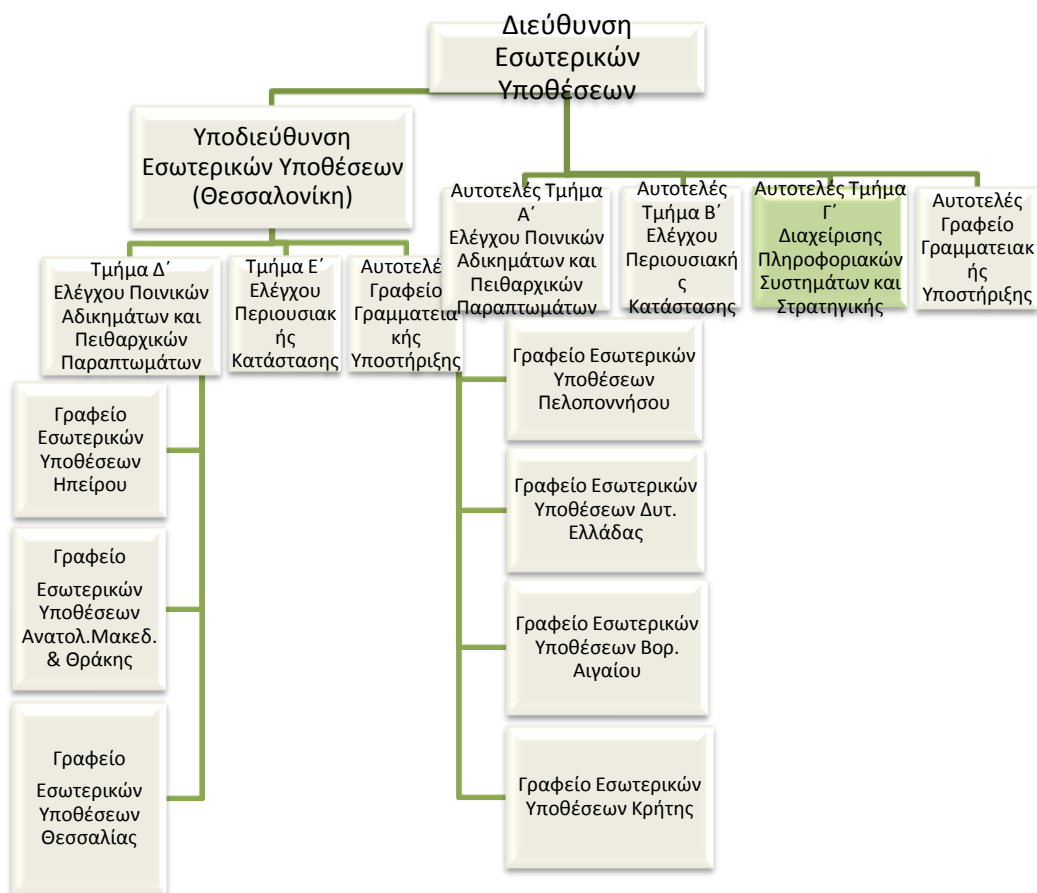 Διεύθυνση
Εσωτερικών
Υποθέσεων
Υποδιεύθυνση
Εσωτερικών Υποθέσεων
(Θεσσαλονίκη)
Αυτοτελές Τμήμα
Α΄
Ελέγχου Ποινικών
Αδικημάτων και
Πειθαρχικών
Παραπτωμάτων
Αυτοτελές
Τμήμα Β΄
Ελέγχου
Περιουσιακή
ς
Κατάστασης
Αυτοτελές Τμήμα
Γ΄
Διαχείρισης
Πληροφοριακών
Συστημάτων και
Στρατηγικής
Αυτοτελές
Γραφείο
Γραμματειακ
ής
Υποστήριξης
Τμήμα Δ΄
Ελέγχου Ποινικών
Αδικημάτων και
Πειθαρχικών
Παραπτωμάτων
Τμήμα Ε΄
Ελέγχου
Περιουσιακ
ής
Κατάστασης
Αυτοτελέ
Γραφείο
Γραμματεια
κής
Υποστήριξης
Γραφείο
Εσωτερικών
Υποθέσεων
Ηπείρου
Γραφείο
Εσωτερικών
Υποθέσεων
Ανατολ.Μακεδ.
& Θράκης
Γραφείο
Εσωτερικών
Υποθέσεων
Θεσσαλίας
Γραφείο Εσωτερικών
Υποθέσεων
Πελοποννήσου
Γραφείο Εσωτερικών
Υποθέσεων Δυτ.
Ελλάδας
Γραφείο Εσωτερικών
Υποθέσεων Βορ.
Αιγαίου
Γραφείο Εσωτερικών
Υποθέσεων Κρήτης